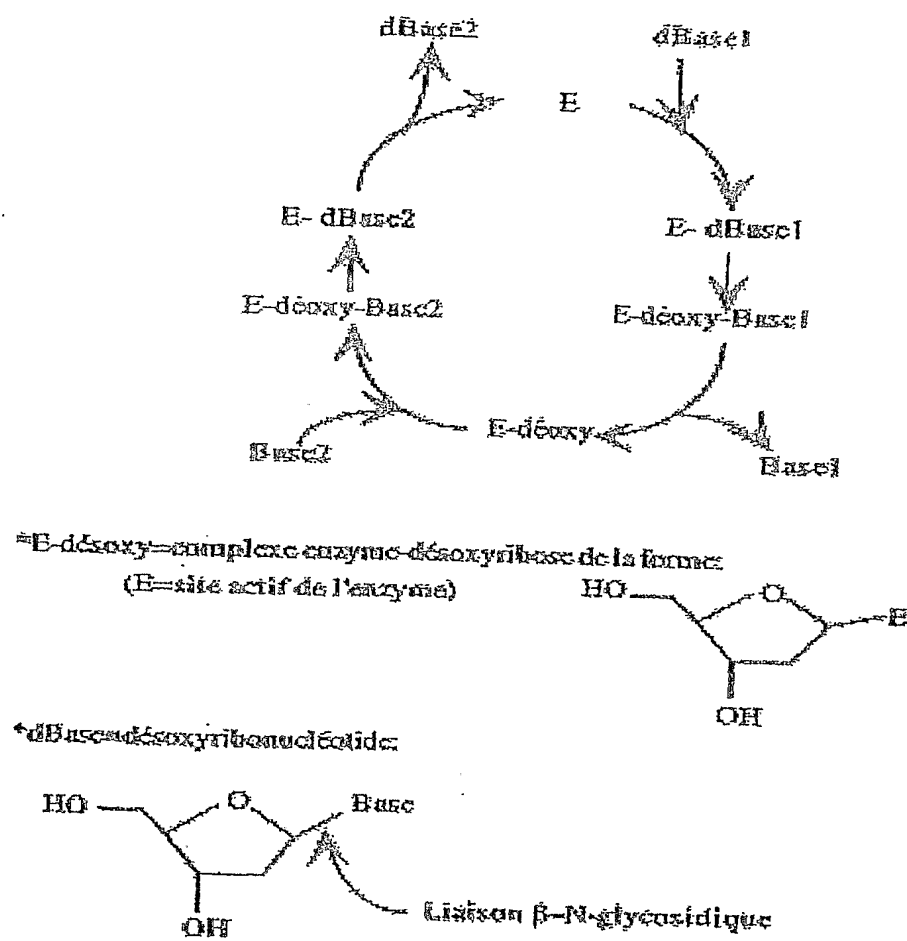 dBase2
dBase1
E
E- dBase2
E- dBase1
E-déoxy-Base2
E-déoxy-Base1
E-déoxy
Base2
Base1
*E-désoxy=complexe enzyme-désoxyribose de la forme:
(E=site actif de l'enzyme)
HO
O
E
OH
*dBase=désoxyribonucléotide:
HO
O
Base
Liaison β-N-glycosidique
OH